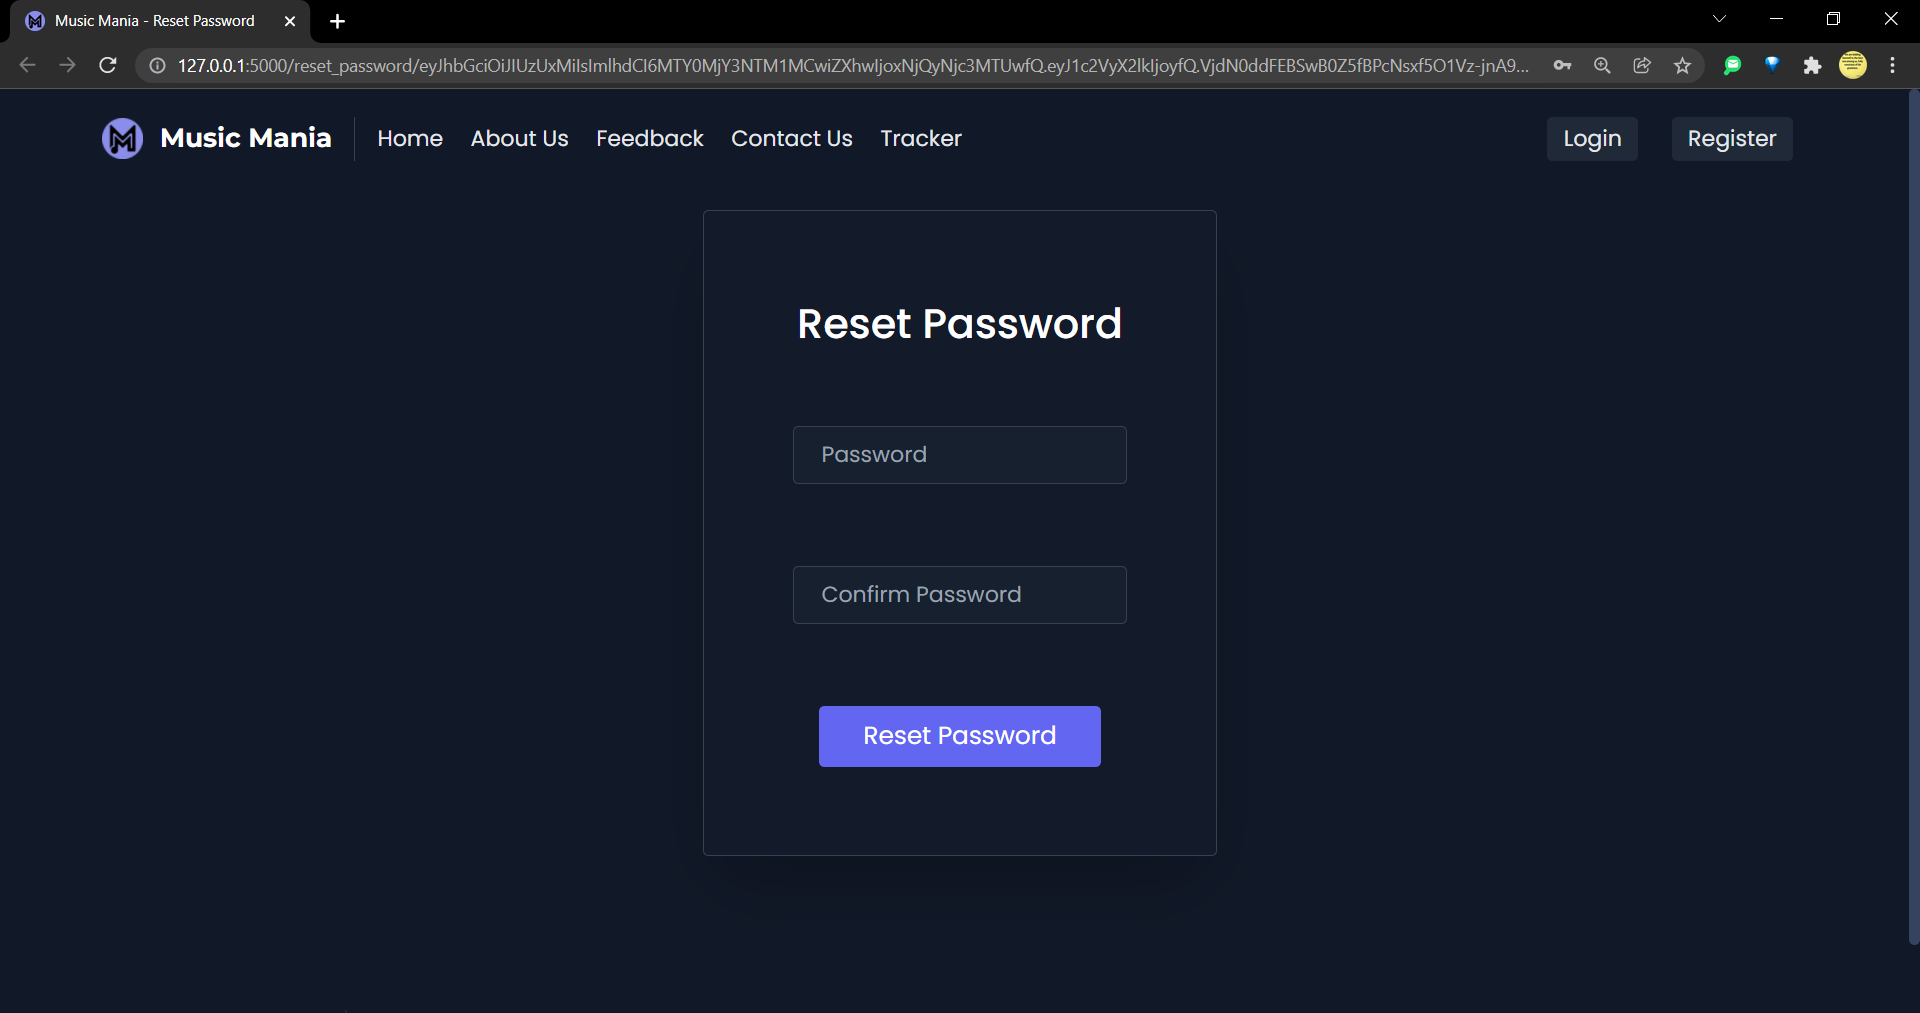 Music Mania - Reset Password
127.0.0.1:5000/reset_password/eyJhbGciOiJIUzUxMiIsImlhdCI6MTY0MjY3NTM1MCwiZXhwIjoxNjQyNjc3MTUwfQ.eyJ1c2VyX2lkIjoyfQ.VjdN0ddFEBSwB0Z5fBPcNsxf5O1Vz-jnA9...
Music Mania Home About Us Feedback Contact Us Tracker Login Register
Reset Password
Password
Confirm Password
Reset Password